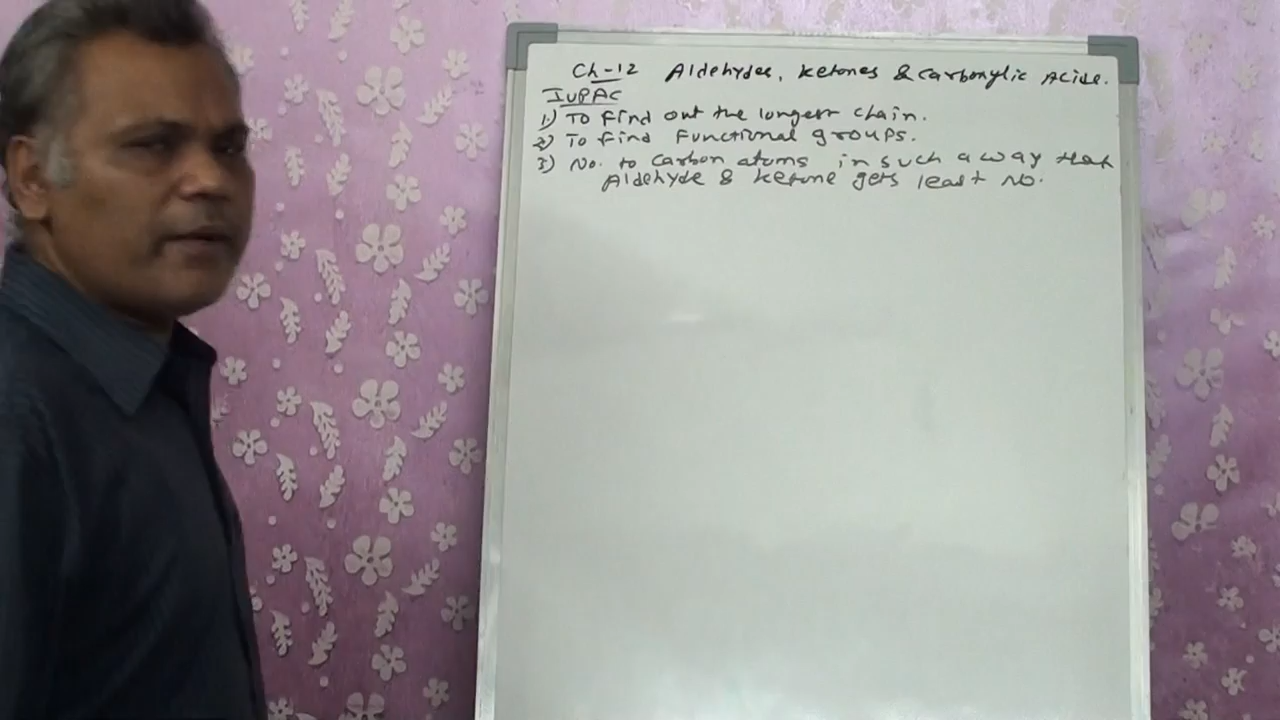 Ch-12 Aldehydes, Ketones & carboxylic Acids.
IUPAC
1) To find out the longest chain.
2) To find Functional groups.
3) No. to carbon atoms in such a way that
Aldehyde & Ketone gets least No.